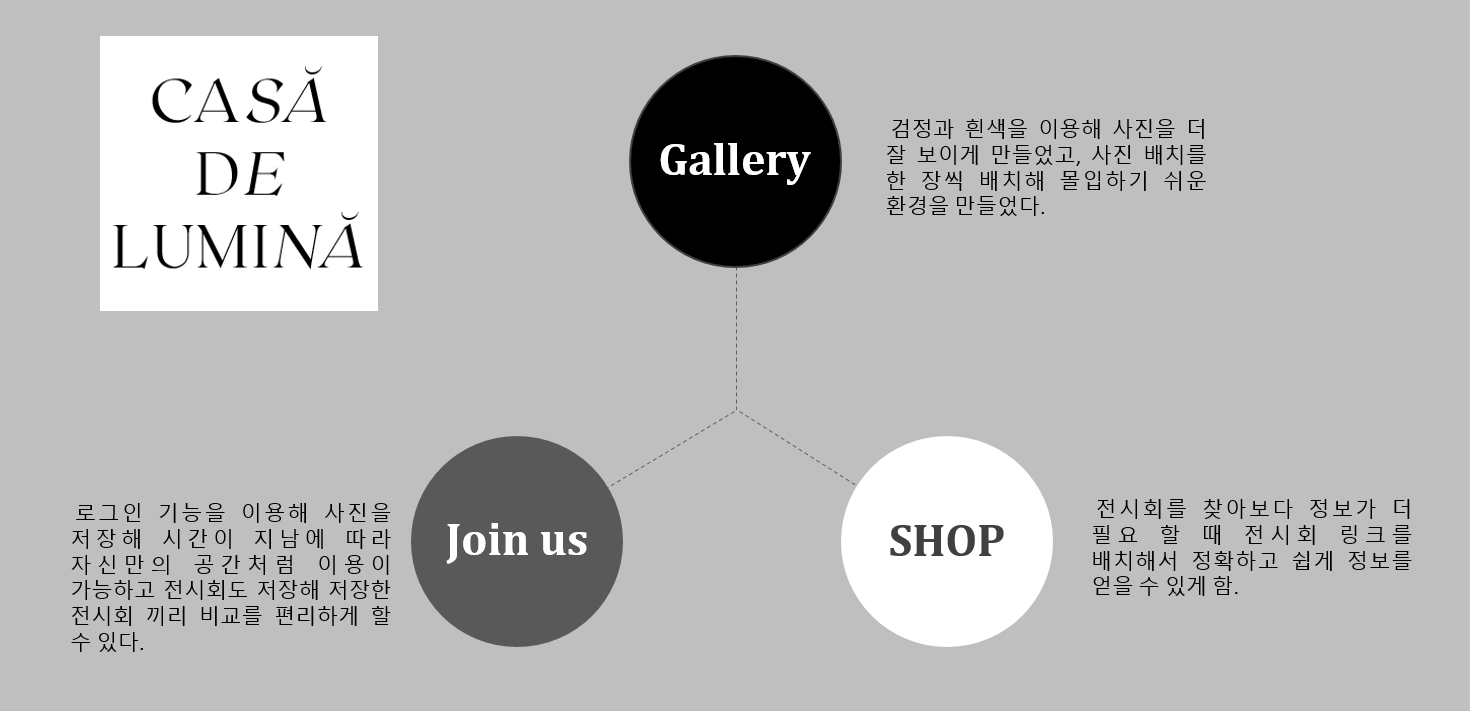 CASĂ
DE
LUMINĂ
Gallery
검정과 흰색을 이용해 사진을 더
잘 보이게 만들었고, 사진 배치를
한 장씩 배치해 몰입하기 쉬운
환경을 만들었다.
Join us
로그인 기능을 이용해 사진을
저장해 시간이 지남에 따라
자신만의 공간처럼 이용이
가능하고 전시회도 저장해 저장한
전시회 끼리 비교를 편리하게 할
수 있다.
SHOP
전시회를 찾아보다 정보가 더
필요 할 때 전시회 링크를
배치해서 정확하고 쉽게 정보를
얻을 수 있게 함.